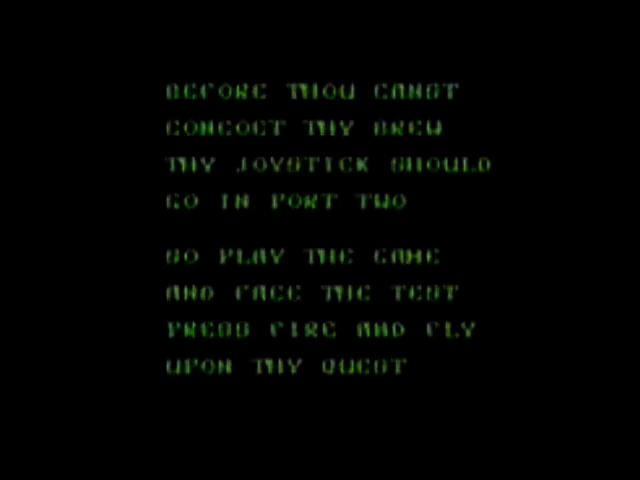 BEFORE THOU CANST
CONCOCT THY BREW
THY JOYSTICK SHOULD
GO IN PORT TWO
SO PLAY THE GAME
AND FACE THE TEST
PRESS FIRE AND FLY
UPON THY QUEST